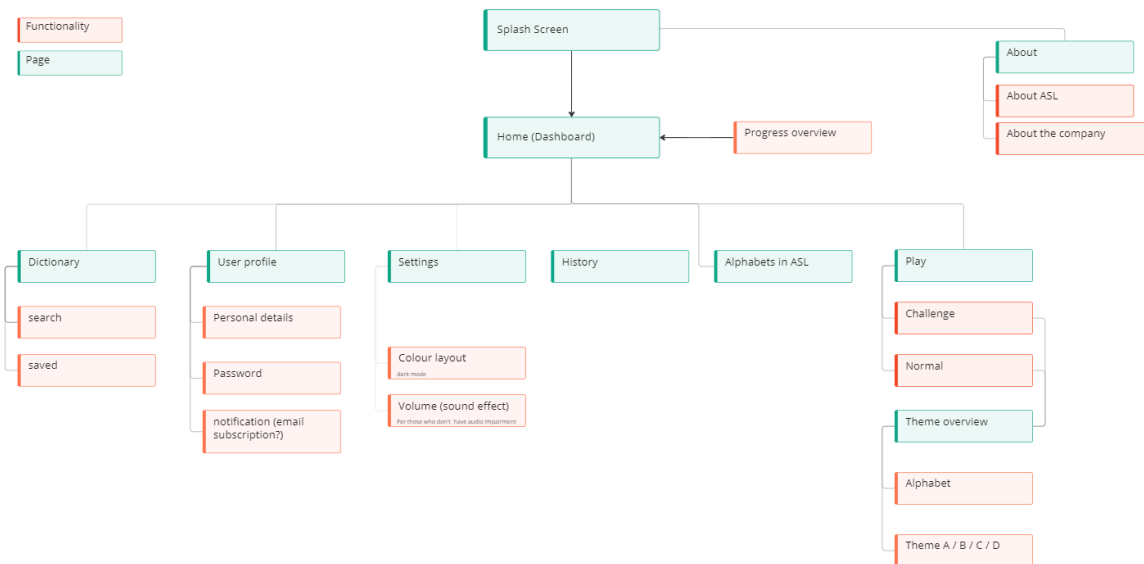 Functionality
Page
Splash Screen
About
About ASL
About the company
Home (Dashboard)
Progress overview
Dictionary
search
saved
User profile
Personal details
Password
notification (email
subscription?)
Settings
Colour layout
dark mode
Volume (sound effect)
For those who don't have audio impairment
History
Alphabets in ASL
Play
Challenge
Normal
Theme overview
Alphabet
Theme A / B / C / D